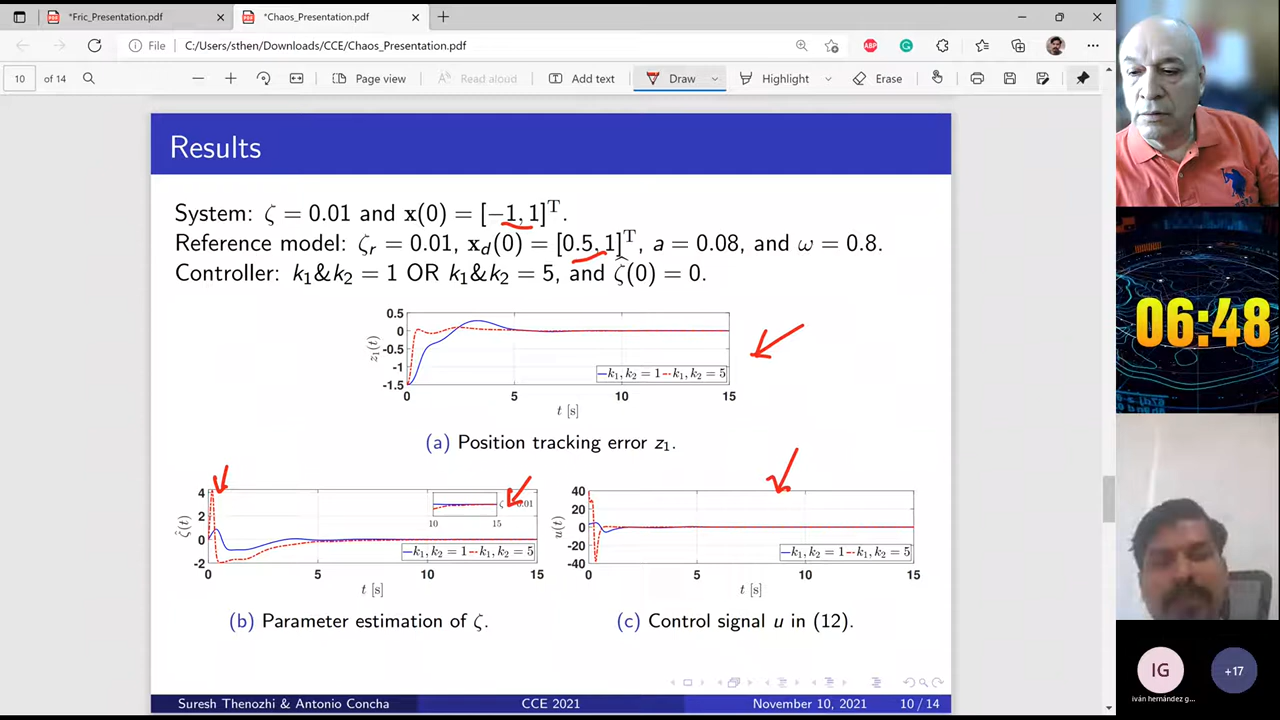 *Fric_Presentation.pdf
*Chaos_Presentation.pdf
File C:/Users/sthen/Downloads/CCE/Chaos_Presentation.pdf
ABP
10 of 14
Page view
Read aloud
Add text
Draw
Highlight
Erase
Results
System: ζ = 0.01 and x(0) = [−1, 1]ᵀ.
Reference model: ζᵣ = 0.01, x_d(0) = [0.5, 1]ᵀ, a = 0.08, and ω = 0.8.
Controller: k₁&k₂ = 1 OR k₁&k₂ = 5, and ζ̂(0) = 0.
z₁(t)
0.5
0
-0.5
-1
-1.5
k₁, k₂ = 1 k₁, k₂ = 5
0 5 10 15
t [s]
(a) Position tracking error z₁.
ζ̂(t)
4
2
0
-2
10 15
ζ 0.01
k₁, k₂ = 1 k₁, k₂ = 5
0 5 10 15
t [s]
(b) Parameter estimation of ζ.
u(t)
40
20
0
-20
-40
k₁, k₂ = 1 k₁, k₂ = 5
0 5 10 15
t [s]
(c) Control signal u in (12).
Suresh Thenozhi & Antonio Concha CCE 2021 November 10, 2021 10 / 14
06:48
IG
iván hernández g...
+17